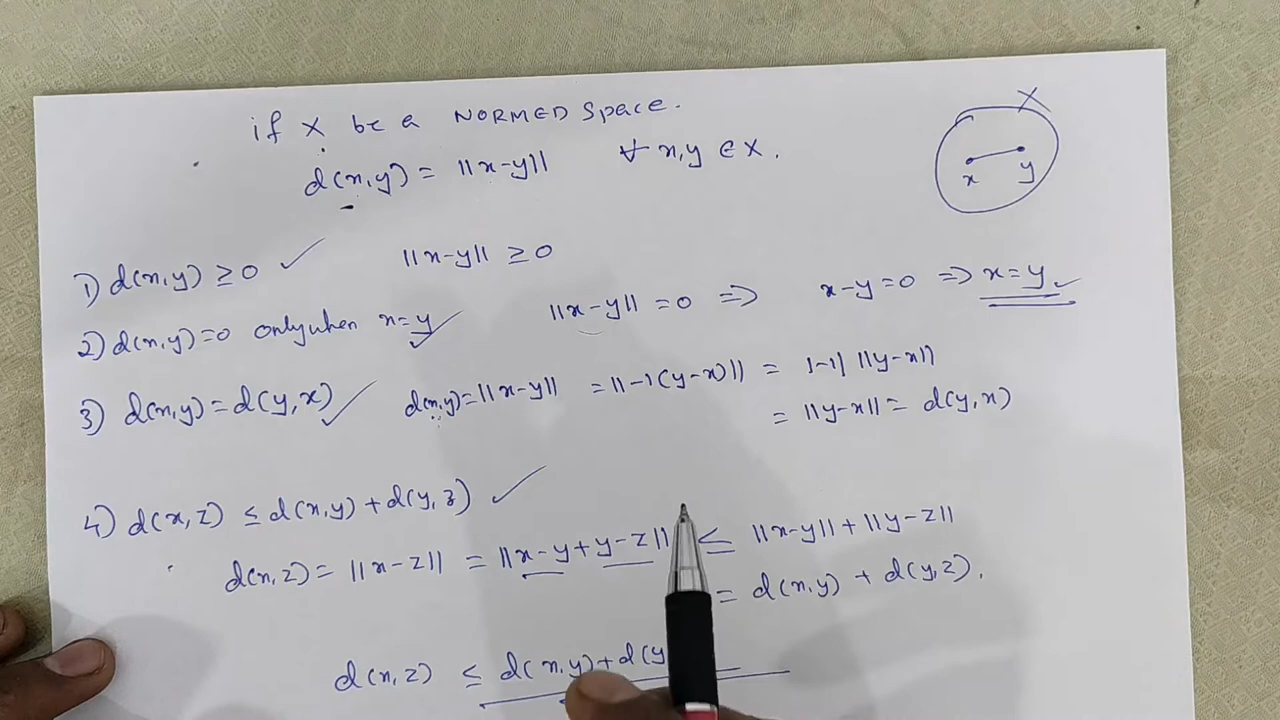 if X be a NORMED Space.
d(x,y) = ||x-y|| ∀ x,y ∈ X.
X
x y
1) d(x,y) ≥ 0 ✓ ||x-y|| ≥ 0
2) d(x,y)=0 only when x=y ✓ ||x-y|| = 0 => x-y=0 => x=y ✓
3) d(x,y) = d(y,x) ✓ d(x,y)=||x-y|| = ||-1(y-x)|| = |-1| ||y-x||
= ||y-x|| = d(y,x)
4) d(x,z) ≤ d(x,y) + d(y,z) ✓
d(x,z) = ||x-z|| = ||x-y+y-z|| ≤ ||x-y|| + ||y-z||
= d(x,y) + d(y,z).
d(x,z) ≤ d(x,y)+d(y